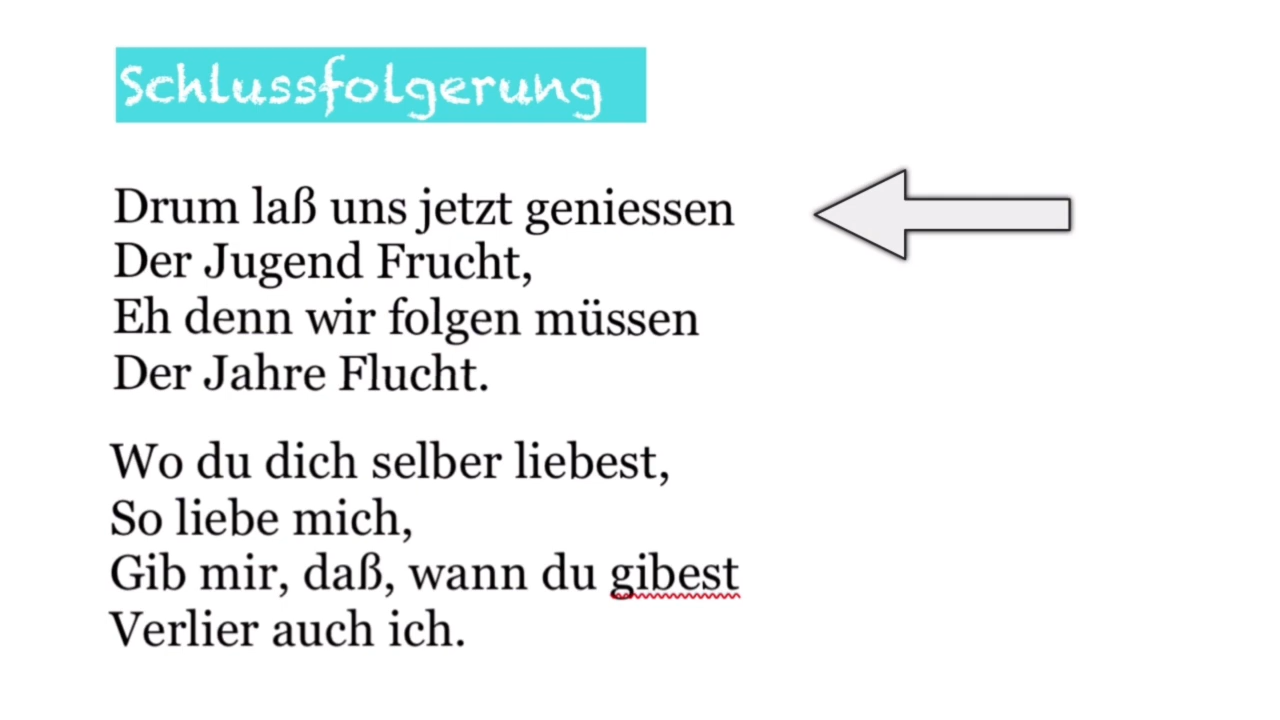 Schlussfolgerung
Drum laß uns jetzt geniessen
Der Jugend Frucht,
Eh denn wir folgen müssen
Der Jahre Flucht.
Wo du dich selber liebest,
So liebe mich,
Gib mir, daß, wann du gibest
Verlier auch ich.